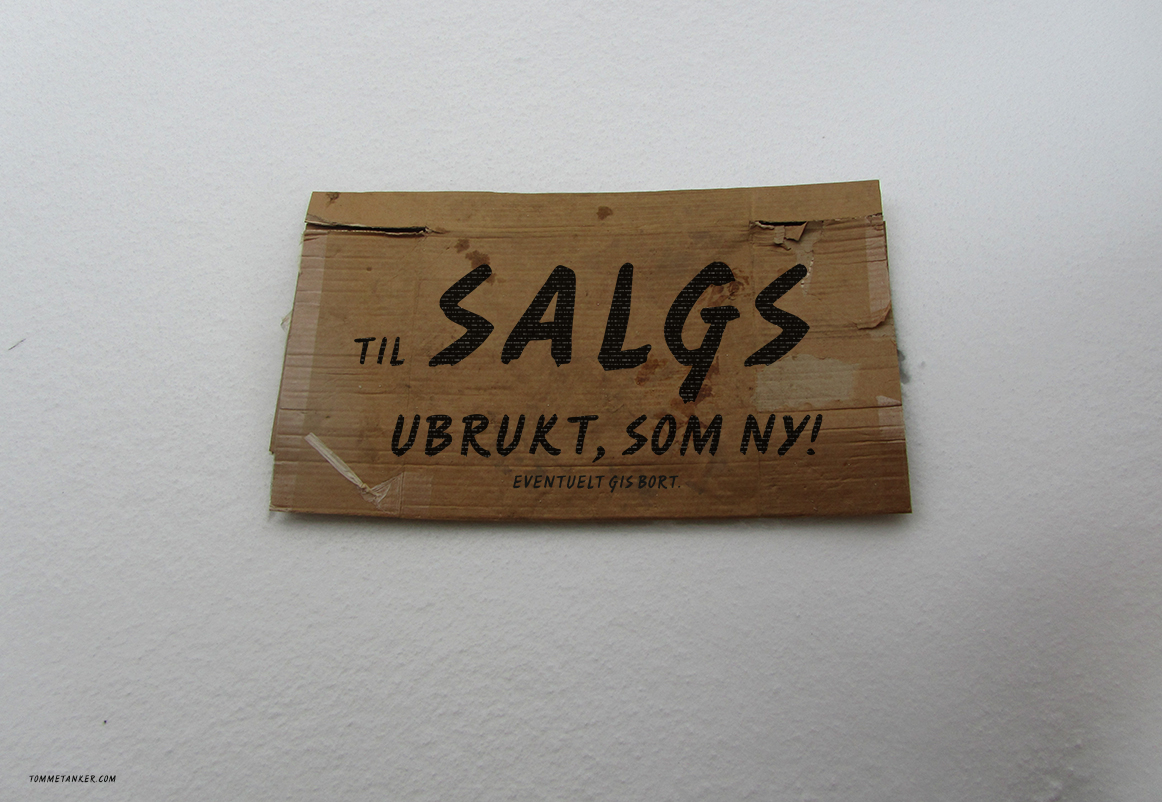 TIL SALGS
UBRUKT, SOM NY!
EVENTUELT GIS BORT.
TOMMETANKER.COM